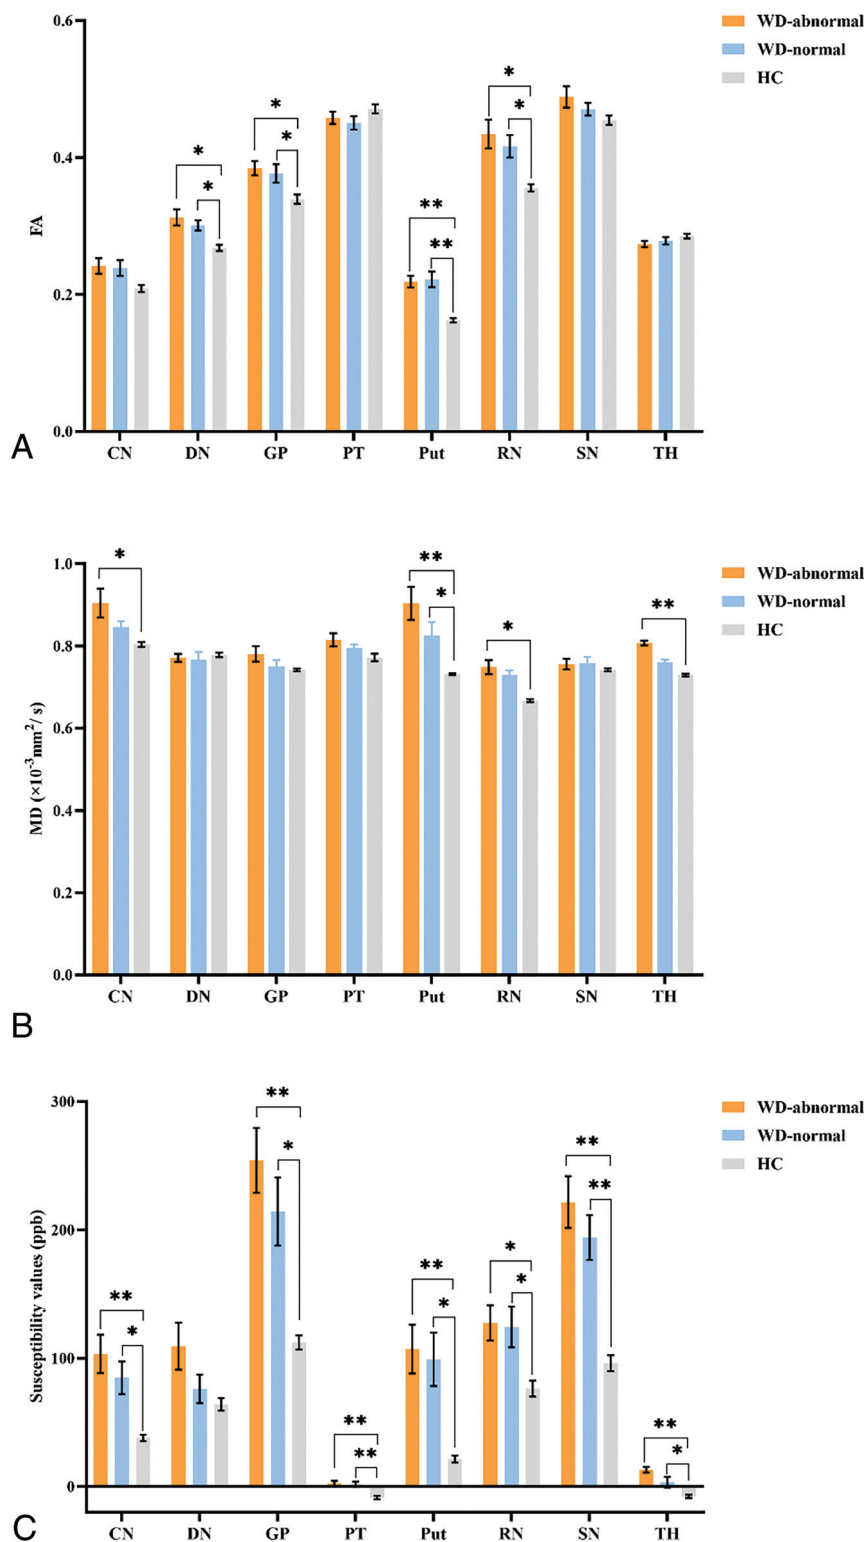 0.6
WD-abnormal
WD-normal
HC
*
*
*
*
*
*
**
**
0.4
FA
0.2
0.0
A
CN DN GP PT Put RN SN TH
1.0
WD-abnormal
WD-normal
HC
*
**
*
*
**
0.8
0.6
MD (×10⁻³mm²/ s)
0.4
0.2
0.0
CN DN GP PT Put RN SN TH
B
300
WD-abnormal
WD-normal
HC
**
*
**
**
200
Susceptibility values (ppb)
**
*
**
*
*
*
100
**
**
**
*
0
C
CN DN GP PT Put RN SN TH